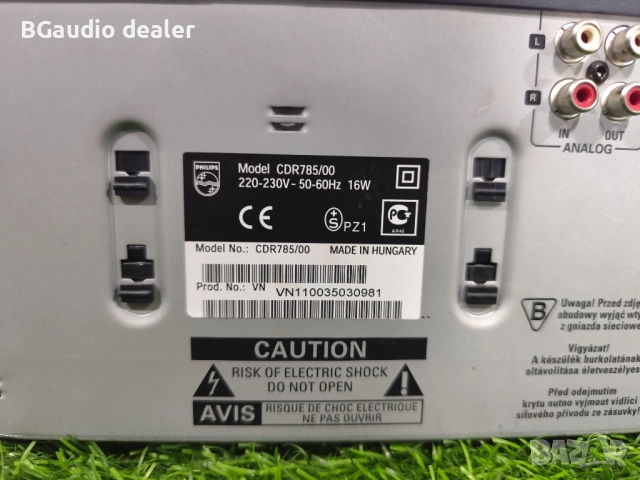 BGaudio dealer
L
R
IN OUT
ANALOG
PHILIPS
Model CDR785/00
220-230V~ 50-60Hz 16W
CE
S PZ1
PC
Model No.: CDR785/00 MADE IN HUNGARY
Prod. No.: VN VN110035030981
CAUTION
RISK OF ELECTRIC SHOCK
DO NOT OPEN
AVIS RISQUE DE CHOC ELECTRIQUE
NE PAS OUVRIR
B
Uwaga! Przed zdję
obudowy wyjąć wty
z gniazda sieciowe
Vigyázat!
A készülék burkolatának
eltávolítása életveszélyes
Před odejmutím
krytu nutno vyjmout vidlici
síťového přívodu ze zásuvky!
BAZAR